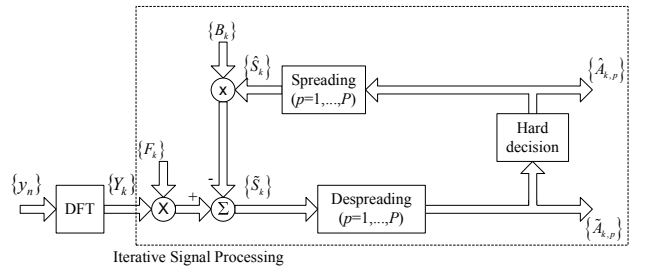 {B_k}
{Ŝ_k}
Spreading
(p=1,...,P)
{Â_{k,p}}
x
Hard
decision
{F_k}
{y_n}
{Y_k}
-
{S̃_k}
DFT
X
+
Σ
Despreading
(p=1,...,P)
{Ã_{k,p}}
Iterative Signal Processing